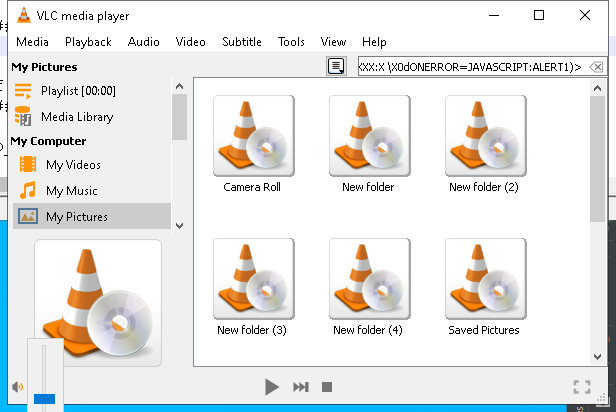 VLC media player
Media Playback Audio Video Subtitle Tools View Help
My Pictures
XXX:X \X0dONERROR=JAVASCRIPT:ALERT1)>
Playlist [00:00]
Media Library
My Computer
My Videos
My Music
My Pictures
Camera Roll
New folder
New folder (2)
New folder (3)
New folder (4)
Saved Pictures